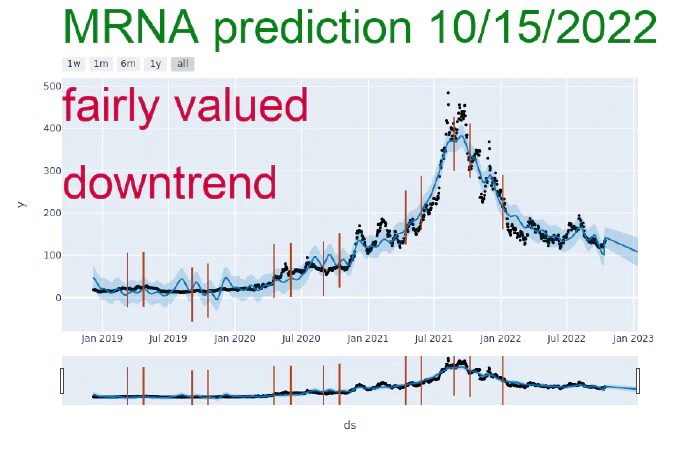 MRNA prediction 10/15/2022
1w 1m 6m 1y all
fairly valued
downtrend
y
500
400
300
200
100
0
Jan 2019 Jul 2019 Jan 2020 Jul 2020 Jan 2021 Jul 2021 Jan 2022 Jul 2022 Jan 2023
ds